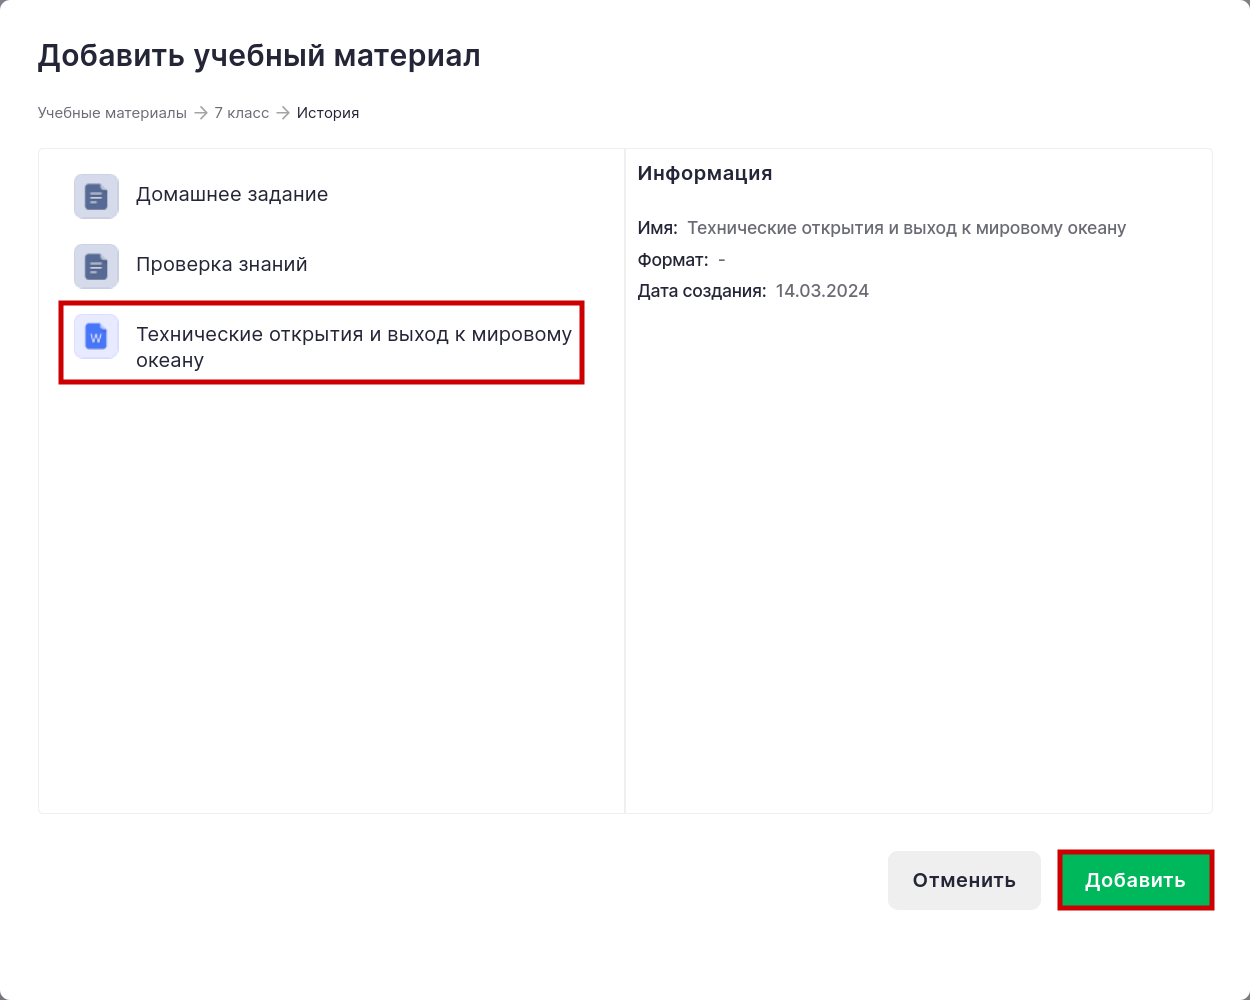 Добавить учебный материал
Учебные материалы → 7 класс → История
Домашнее задание
Проверка знаний
W
Технические открытия и выход к мировому
океану
Информация
Имя: Технические открытия и выход к мировому океану
Формат: -
Дата создания: 14.03.2024
Отменить
Добавить